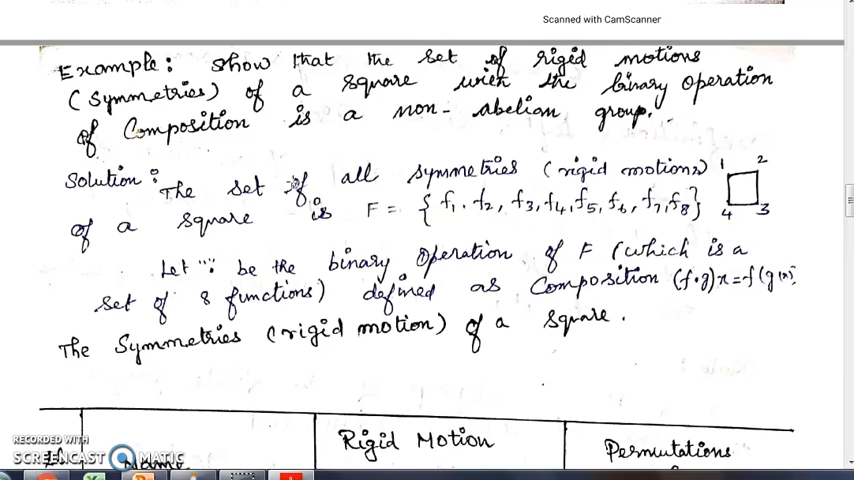 Scanned with CamScanner
Example: Show that the set of rigid motions
(Symmetries) of a square with the binary operation
of Composition is a non-abelian group.
Solution: The set of all symmetries (rigid motions)
of a square is F = { f1, f2, f3, f4, f5, f6, f7, f8 }
1 2
4 3
Let "." be the binary operation of F (which is a
set of 8 functions) defined as Composition (f.g)x = f(g(x)).
The Symmetries (rigid motion) of a square.
Name Rigid Motion Permutations
RECORDED WITH
SCREENCAST MATIC